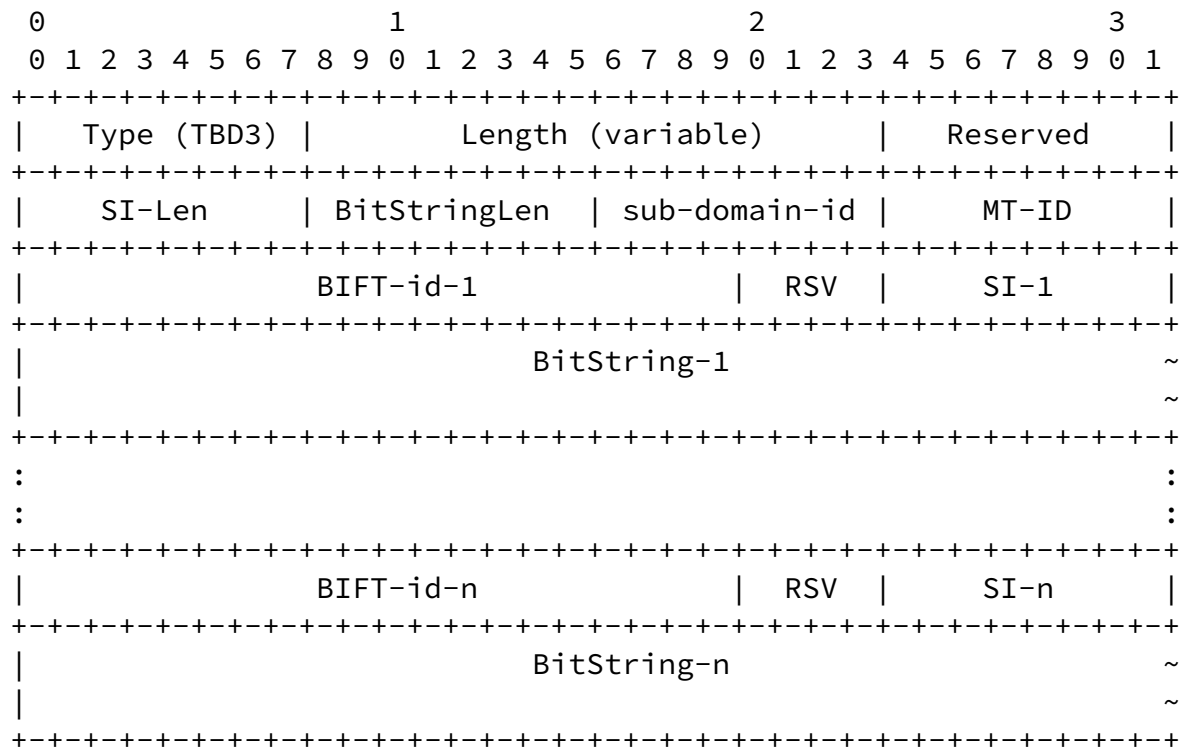 0                   1                   2                   3
 0 1 2 3 4 5 6 7 8 9 0 1 2 3 4 5 6 7 8 9 0 1 2 3 4 5 6 7 8 9 0 1
+-+-+-+-+-+-+-+-+-+-+-+-+-+-+-+-+-+-+-+-+-+-+-+-+-+-+-+-+-+-+-+-+
|   Type (TBD3) |        Length (variable)      |   Reserved    |
+-+-+-+-+-+-+-+-+-+-+-+-+-+-+-+-+-+-+-+-+-+-+-+-+-+-+-+-+-+-+-+-+
|    SI-Len     | BitStringLen  | sub-domain-id |     MT-ID     |
+-+-+-+-+-+-+-+-+-+-+-+-+-+-+-+-+-+-+-+-+-+-+-+-+-+-+-+-+-+-+-+-+
|                BIFT-id-1              |  RSV  |     SI-1      |
+-+-+-+-+-+-+-+-+-+-+-+-+-+-+-+-+-+-+-+-+-+-+-+-+-+-+-+-+-+-+-+-+
|                            BitString-1                        ~
|                                                               ~
+-+-+-+-+-+-+-+-+-+-+-+-+-+-+-+-+-+-+-+-+-+-+-+-+-+-+-+-+-+-+-+-+
:                                                               :
:                                                               :
+-+-+-+-+-+-+-+-+-+-+-+-+-+-+-+-+-+-+-+-+-+-+-+-+-+-+-+-+-+-+-+-+
|                BIFT-id-n              |  RSV  |     SI-n      |
+-+-+-+-+-+-+-+-+-+-+-+-+-+-+-+-+-+-+-+-+-+-+-+-+-+-+-+-+-+-+-+-+
|                            BitString-n                        ~
|                                                               ~
+-+-+-+-+-+-+-+-+-+-+-+-+-+-+-+-+-+-+-+-+-+-+-+-+-+-+-+-+-+-+-+-+